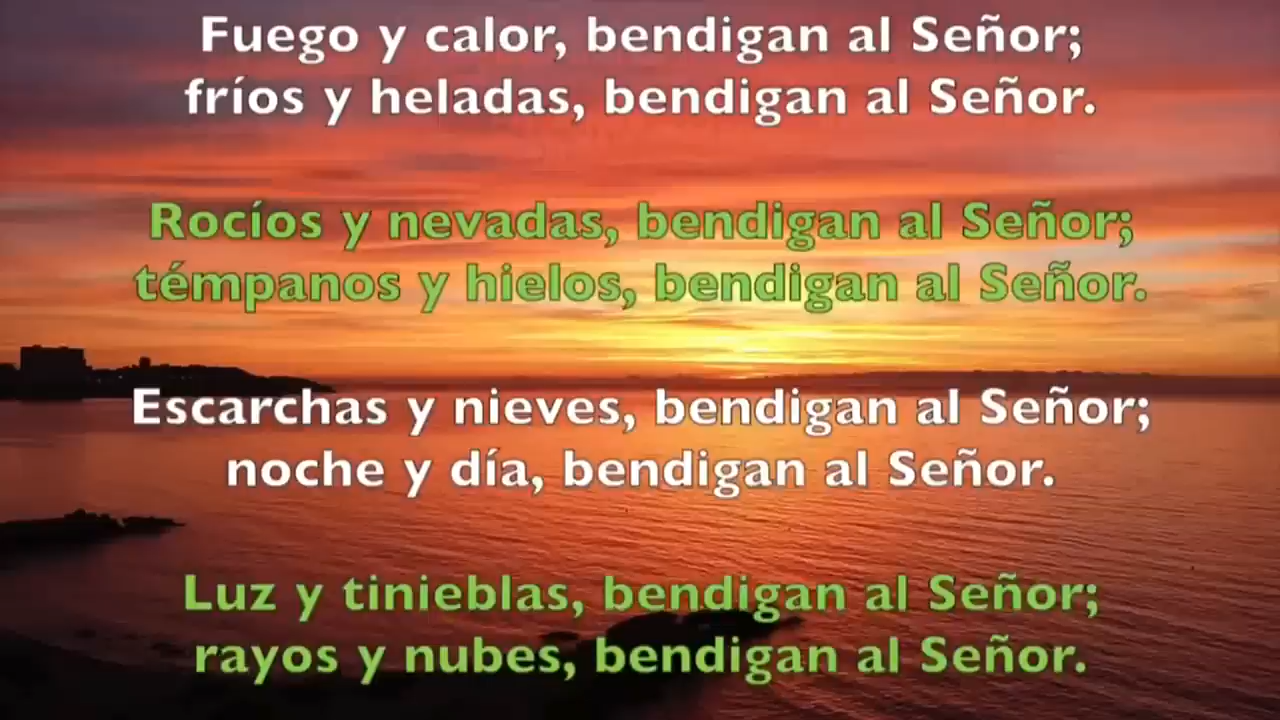 Fuego y calor, bendigan al Señor;
fríos y heladas, bendigan al Señor.
Rocíos y nevadas, bendigan al Señor;
témpanos y hielos, bendigan al Señor.
Escarchas y nieves, bendigan al Señor;
noche y día, bendigan al Señor.
Luz y tinieblas, bendigan al Señor;
rayos y nubes, bendigan al Señor.